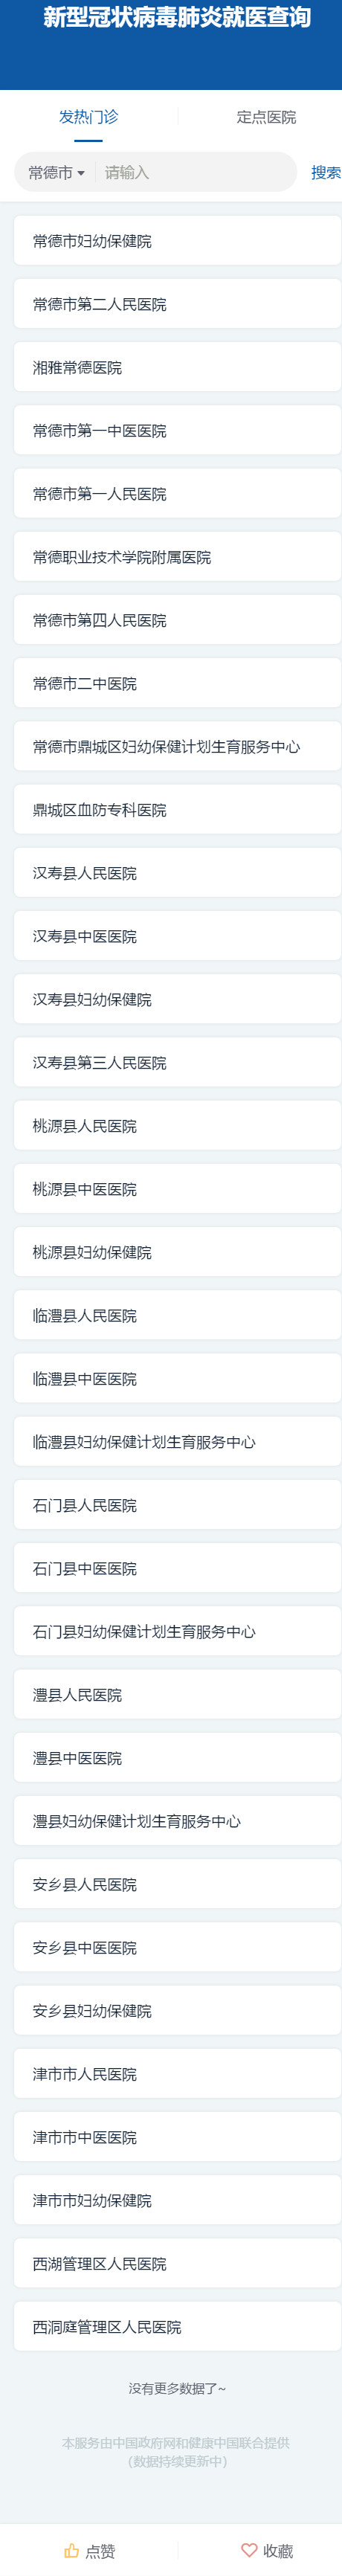 新型冠状病毒肺炎就医查询
发热门诊 定点医院
常德市 请输入 搜索
常德市妇幼保健院
常德市第二人民医院
湘雅常德医院
常德市第一中医医院
常德市第一人民医院
常德职业技术学院附属医院
常德市第四人民医院
常德市二中医院
常德市鼎城区妇幼保健计划生育服务中心
鼎城区血防专科医院
汉寿县人民医院
汉寿县中医医院
汉寿县妇幼保健院
汉寿县第三人民医院
桃源县人民医院
桃源县中医医院
桃源县妇幼保健院
临澧县人民医院
临澧县中医医院
临澧县妇幼保健计划生育服务中心
石门县人民医院
石门县中医医院
石门县妇幼保健计划生育服务中心
澧县人民医院
澧县中医医院
澧县妇幼保健计划生育服务中心
安乡县人民医院
安乡县中医医院
安乡县妇幼保健院
津市市人民医院
津市市中医医院
津市市妇幼保健院
西湖管理区人民医院
西洞庭管理区人民医院
没有更多数据了~
本服务由中国政府网和健康中国联合提供
(数据持续更新中)
点赞 收藏